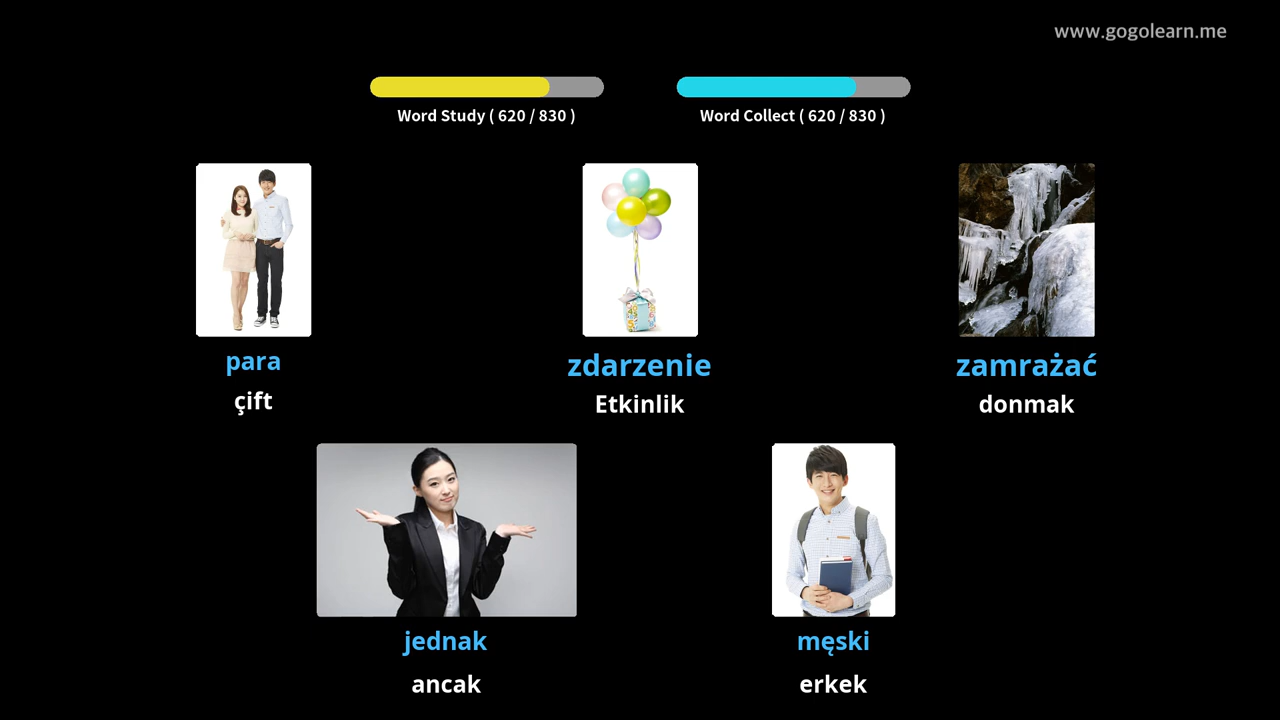 www.gogolearn.me
Word Study ( 620 / 830 )
Word Collect ( 620 / 830 )
para
çift
zdarzenie
Etkinlik
zamrażać
donmak
jednak
ancak
męski
erkek